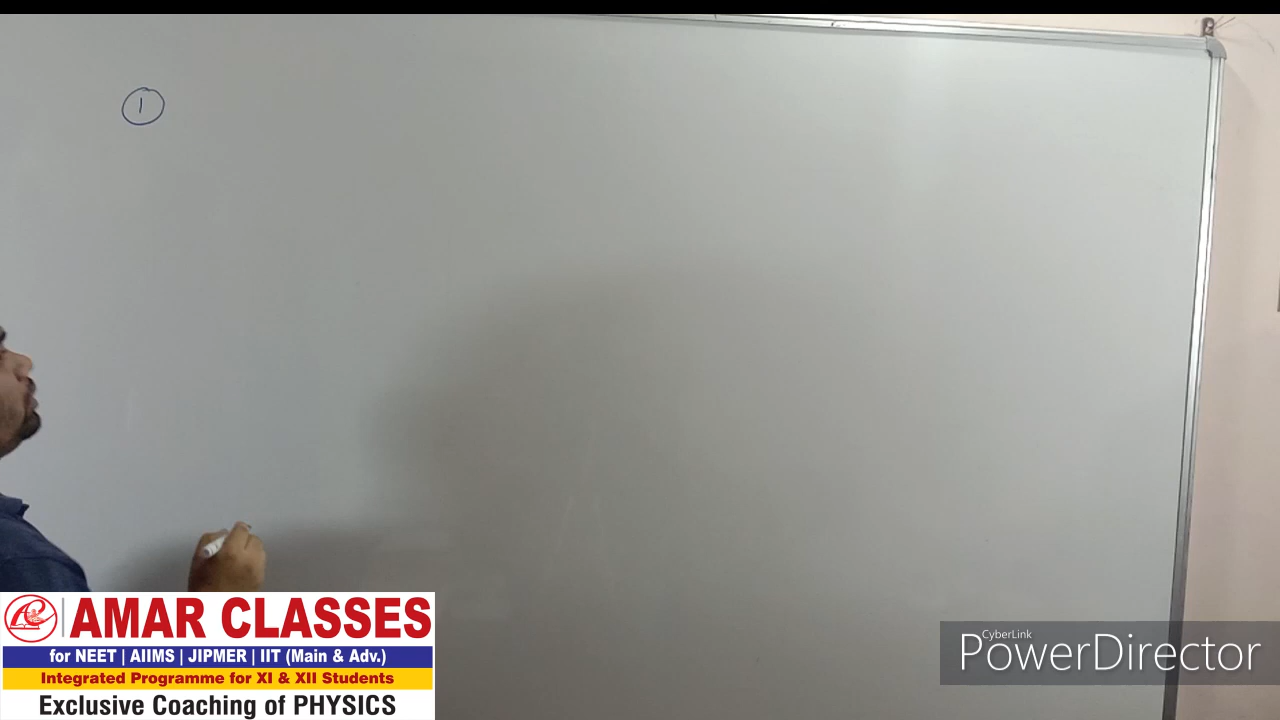 1
AMAR CLASSES
for NEET | AIIMS | JIPMER | IIT (Main & Adv.)
Integrated Programme for XI & XII Students
Exclusive Coaching of PHYSICS
CyberLink
PowerDirector